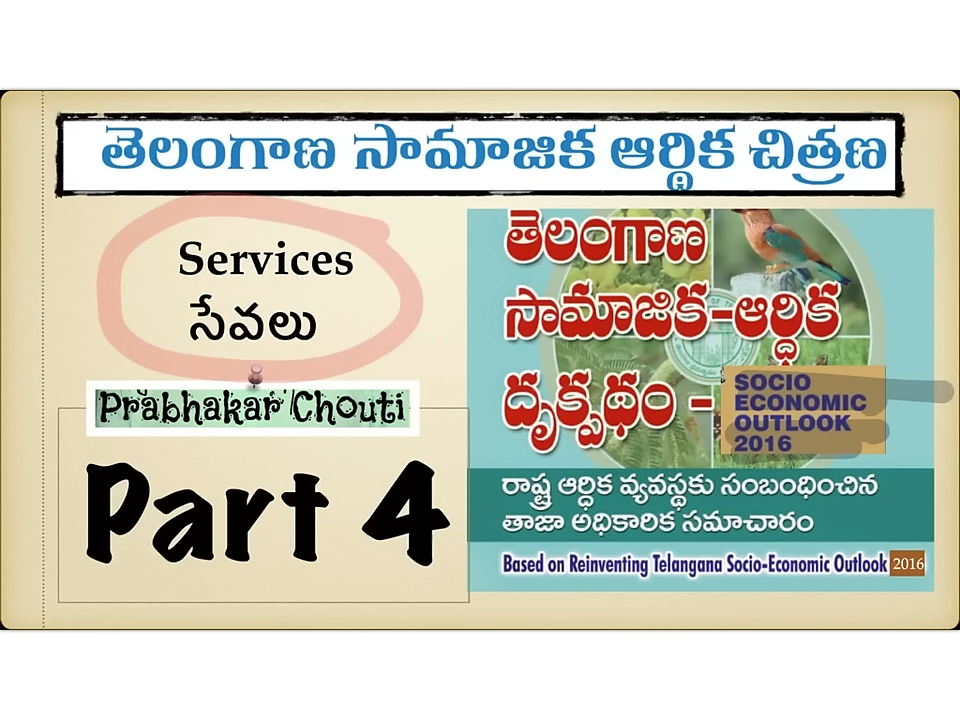 తెలంగాణ సామాజిక ఆర్థిక చిత్రణ
Services
సేవలు
Prabhakar Chouti
Part 4
తెలంగాణ
సామాజిక-ఆర్థిక
దృక్పథం -
SOCIO
ECONOMIC
OUTLOOK
2016
రాష్ట్ర ఆర్ధిక వ్యవస్థకు సంబంధించిన
తాజా అధికారిక సమాచారం
Based on Reinventing Telangana Socio-Economic Outlook 2016